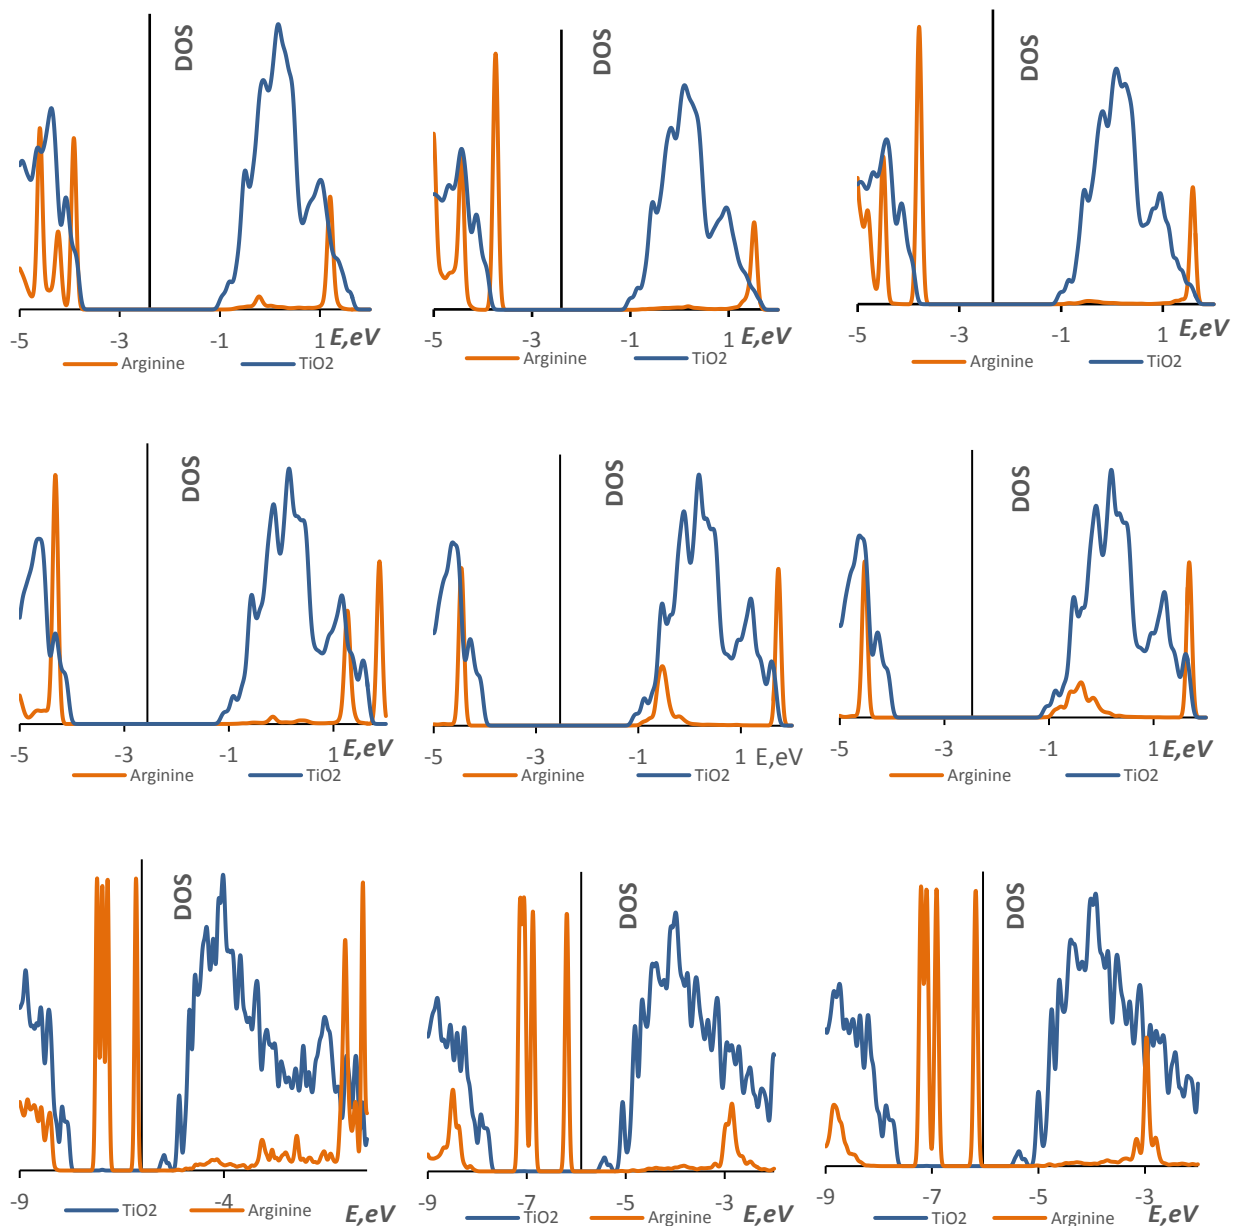 DOS DOS DOS
-5 -3 -1 1 E,eV -5 -3 -1 1 E,eV -5 -3 -1 1 E,eV
Arginine TiO2 Arginine TiO2 Arginine TiO2
DOS DOS DOS
-5 -3 -1 1 E,eV -5 -3 -1 1 E,eV -5 -3 -1 1 E,eV
Arginine TiO2 Arginine TiO2 Arginine TiO2
DOS DOS DOS
-9 -4 E,eV -9 -7 -5 -3 E,eV -9 -7 -5 -3 E,eV
TiO2 Arginine TiO2 Arginine TiO2 Arginine